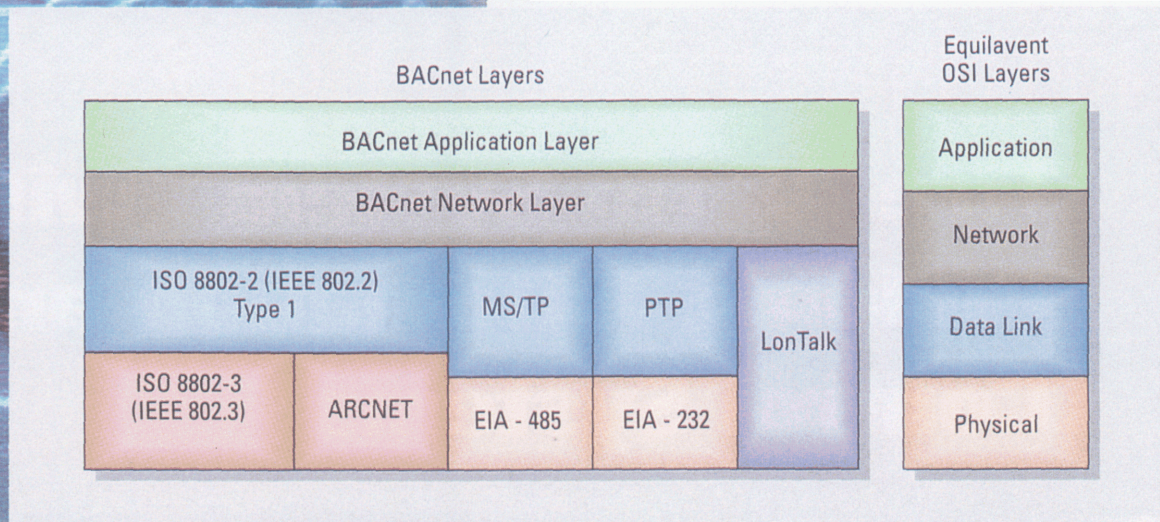 BACnet Layers
Equilavent
OSI Layers
BACnet Application Layer
BACnet Network Layer
ISO 8802-2 (IEEE 802.2)
Type 1
MS/TP
PTP
LonTalk
ISO 8802-3
(IEEE 802.3)
ARCNET
EIA - 485
EIA - 232
Application
Network
Data Link
Physical